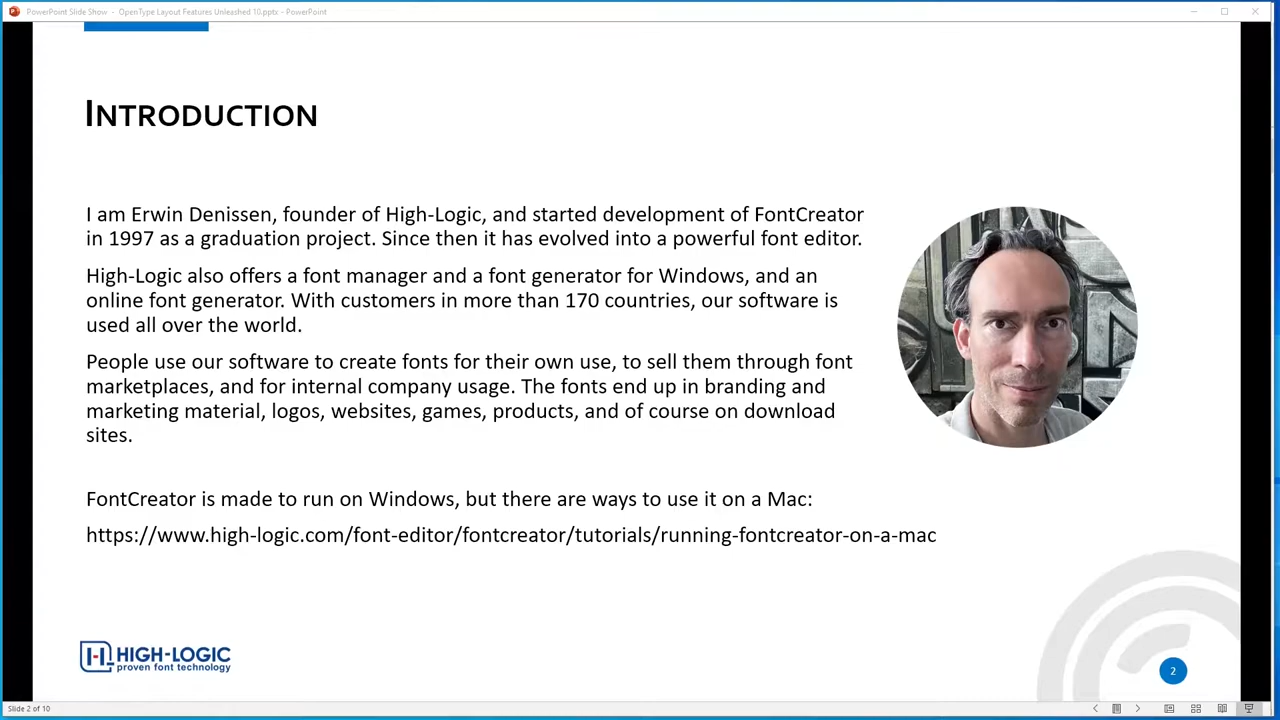 PowerPoint Slide Show - OpenType Layout Features Unleashed 10.pptx - PowerPoint
INTRODUCTION
I am Erwin Denissen, founder of High-Logic, and started development of FontCreator
in 1997 as a graduation project. Since then it has evolved into a powerful font editor.
High-Logic also offers a font manager and a font generator for Windows, and an
online font generator. With customers in more than 170 countries, our software is
used all over the world.
People use our software to create fonts for their own use, to sell them through font
marketplaces, and for internal company usage. The fonts end up in branding and
marketing material, logos, websites, games, products, and of course on download
sites.
FontCreator is made to run on Windows, but there are ways to use it on a Mac:
https://www.high-logic.com/font-editor/fontcreator/tutorials/running-fontcreator-on-a-mac
HIGH-LOGIC
proven font technology
2
Slide 2 of 10